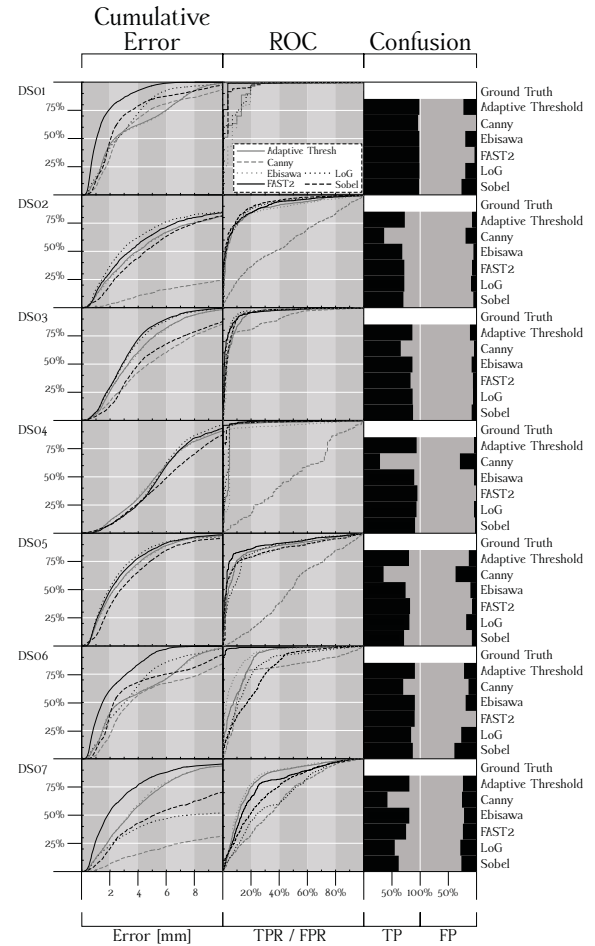 Cumulative Error
ROC
Confusion
DS01
75%
50%
25%
Adaptive Thresh
Canny
Ebisawa
LoG
FAST2
Sobel
Ground Truth
Adaptive Threshold
Canny
Ebisawa
FAST2
LoG
Sobel
DS02
75%
50%
25%
Ground Truth
Adaptive Threshold
Canny
Ebisawa
FAST2
LoG
Sobel
DS03
75%
50%
25%
Ground Truth
Adaptive Threshold
Canny
Ebisawa
FAST2
LoG
Sobel
DS04
75%
50%
25%
Ground Truth
Adaptive Threshold
Canny
Ebisawa
FAST2
LoG
Sobel
DS05
75%
50%
25%
Ground Truth
Adaptive Threshold
Canny
Ebisawa
FAST2
LoG
Sobel
DS06
75%
50%
25%
Ground Truth
Adaptive Threshold
Canny
Ebisawa
FAST2
LoG
Sobel
DS07
75%
50%
25%
Ground Truth
Adaptive Threshold
Canny
Ebisawa
FAST2
LoG
Sobel
2 4 6 8
20% 40% 60% 80%
50% 100% 50%
Error [mm]
TPR / FPR
TP
FP